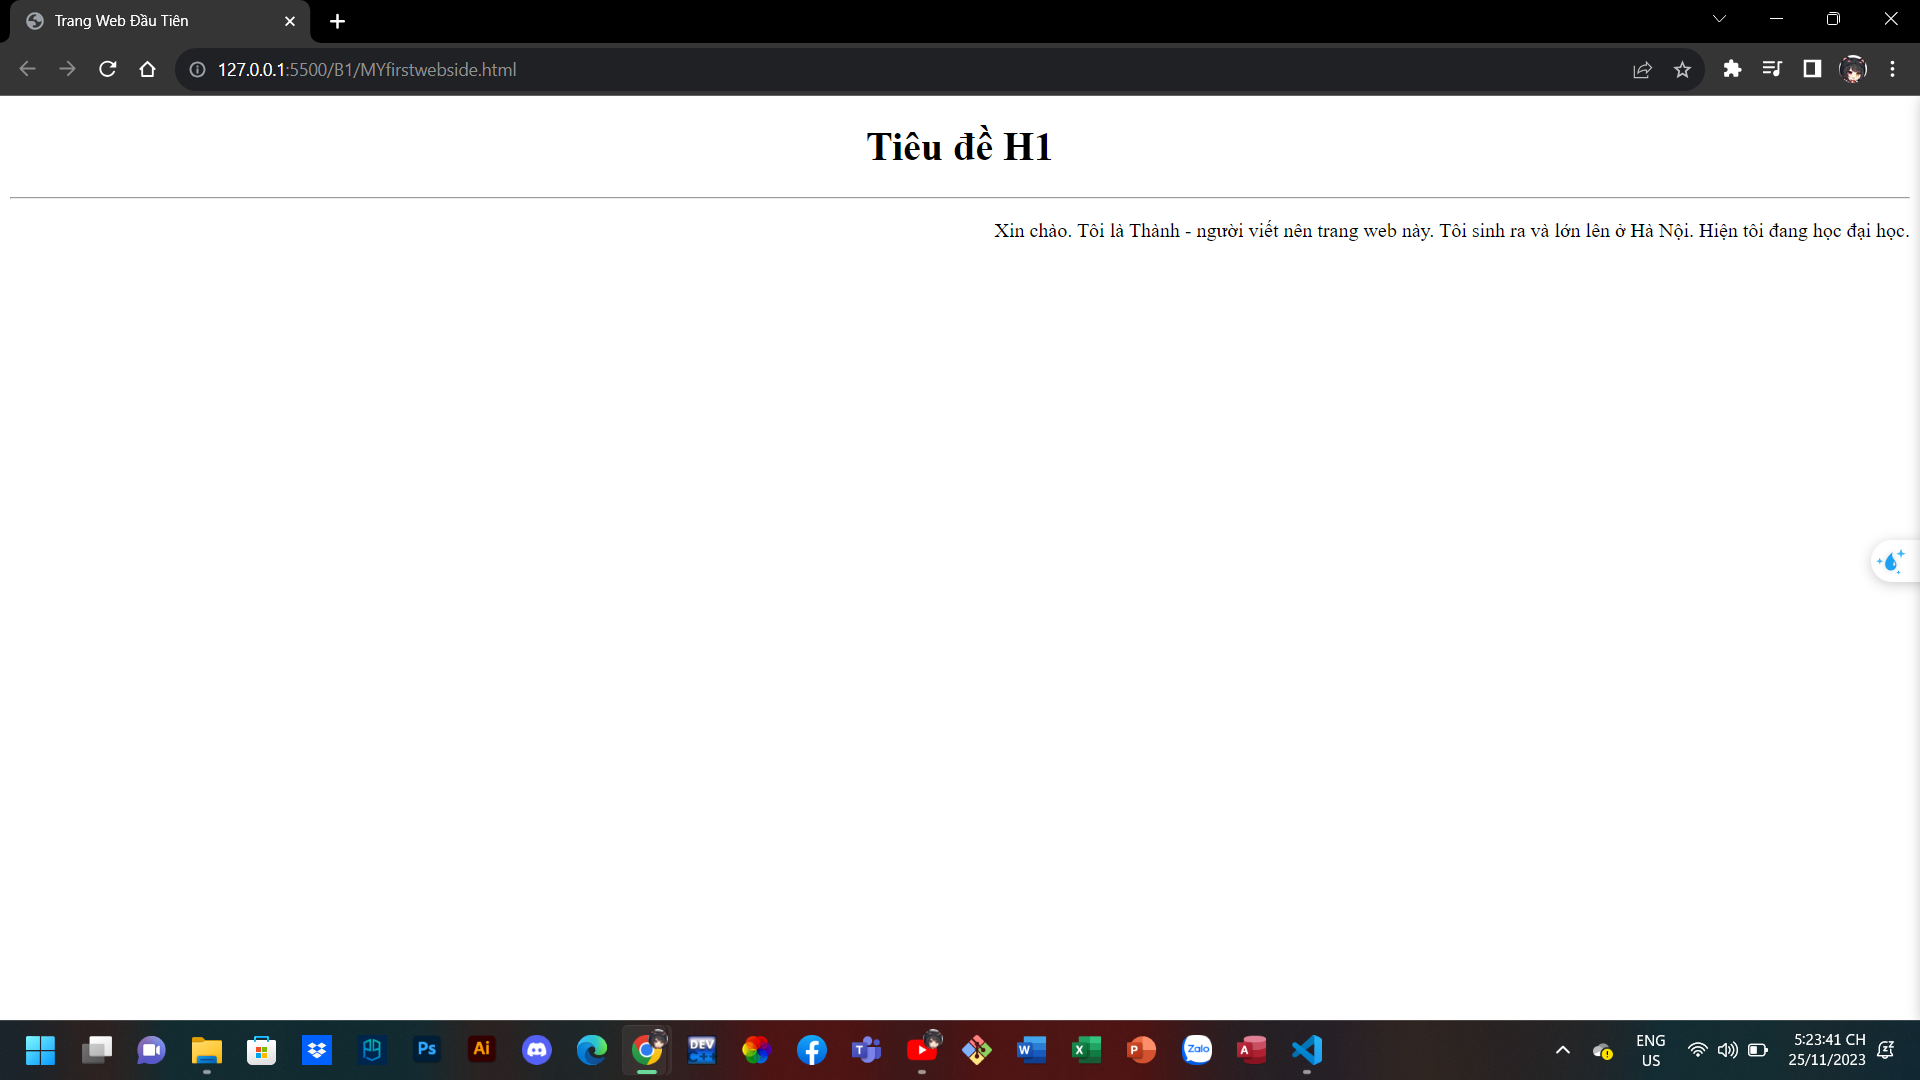 Trang Web Đầu Tiên
127.0.0.1:5500/B1/MYfirstwebside.html
Tiêu đề H1
Xin chào. Tôi là Thành - người viết nên trang web này. Tôi sinh ra và lớn lên ở Hà Nội. Hiện tôi đang học đại học.
Ps
Ai
DEV
C++
T
W
X
P
Zalo
A
ENG
US
5:23:41 CH
25/11/2023